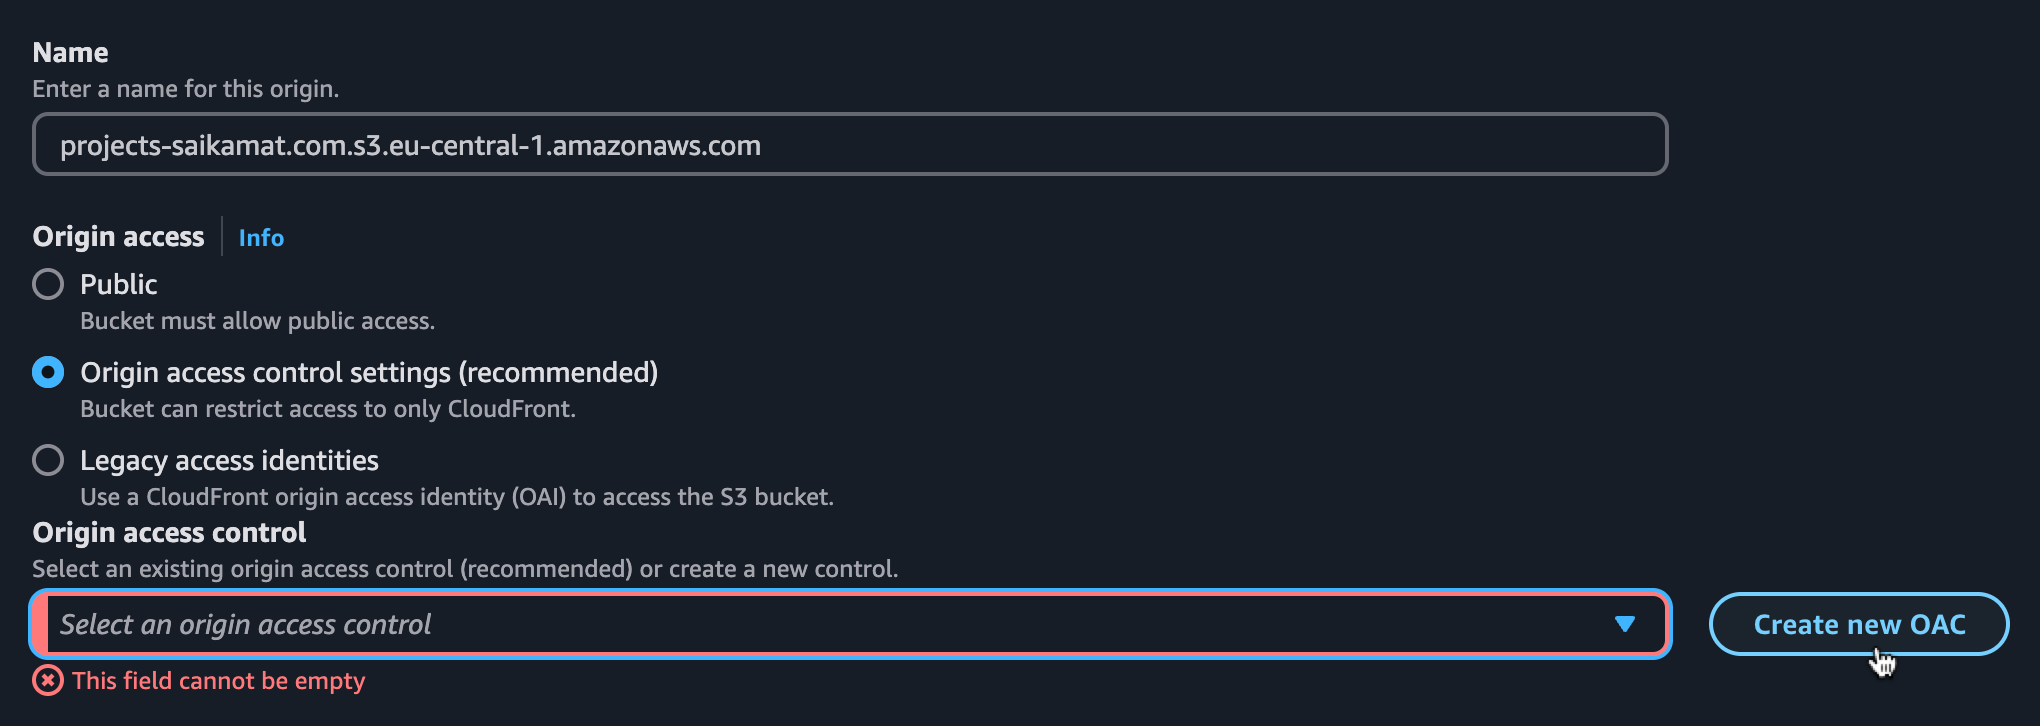 Name
Enter a name for this origin.
projects-saikamat.com.s3.eu-central-1.amazonaws.com
Origin access Info
Public
Bucket must allow public access.
Origin access control settings (recommended)
Bucket can restrict access to only CloudFront.
Legacy access identities
Use a CloudFront origin access identity (OAI) to access the S3 bucket.
Origin access control
Select an existing origin access control (recommended) or create a new control.
Select an origin access control
Create new OAC
This field cannot be empty